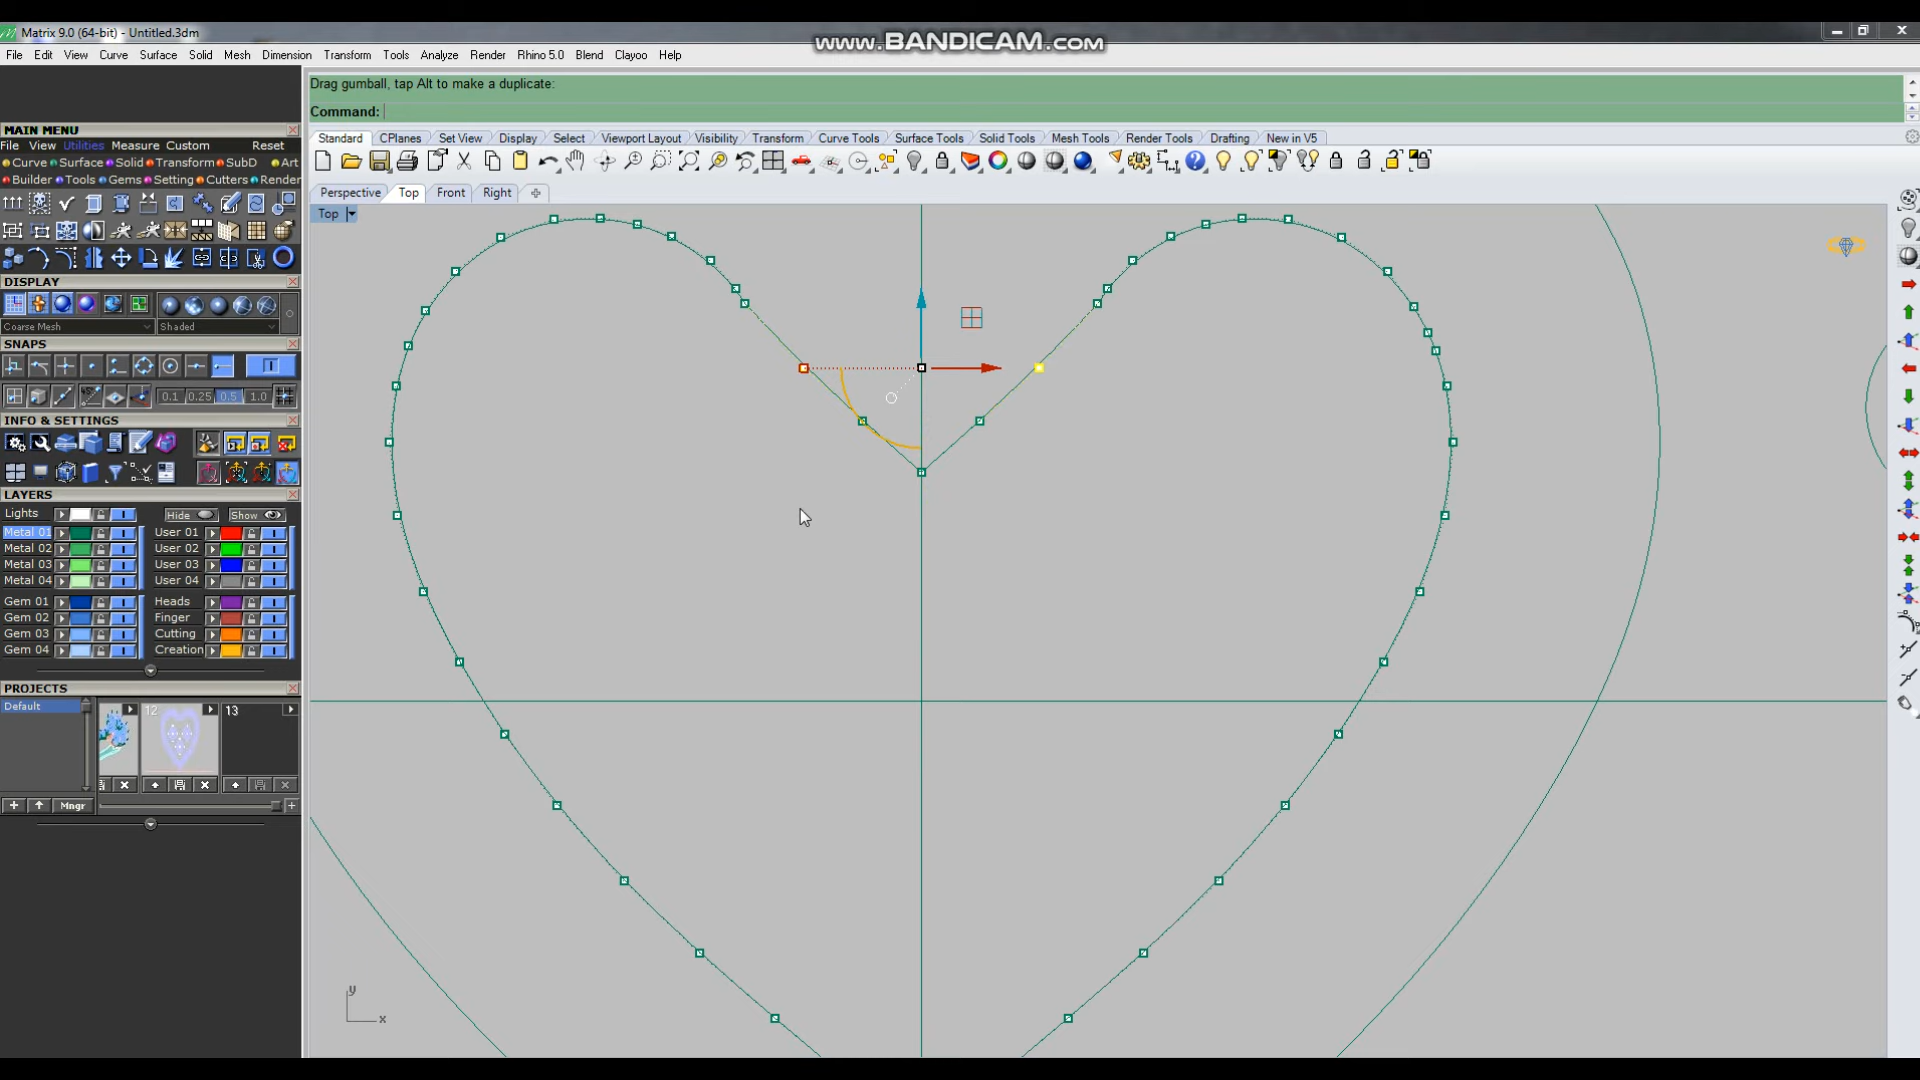 Matrix 9.0 (64-bit) - Untitled.3dm
www.BANDICAM.com
File Edit View Curve Surface Solid Mesh Dimension Transform Tools Analyze Render Rhino 5.0 Blend Clayoo Help
Drag gumball, tap Alt to make a duplicate:
Command:
MAIN MENU
File View Utilities Measure Custom Reset
Curve Surface Solid Transform SubD Art
Builder Tools Gems Setting Cutters Render
Standard CPlanes Set View Display Select Viewport Layout Visibility Transform Curve Tools Surface Tools Solid Tools Mesh Tools Render Tools Drafting New in V5
Perspective Top Front Right
Top
DISPLAY
Coarse Mesh Shaded
SNAPS
0.1 0.25 0.5 1.0
INFO & SETTINGS
LAYERS
Lights Hide Show
Metal 01 User 01
Metal 02 User 02
Metal 03 User 03
Metal 04 User 04
Gem 01 Heads
Gem 02 Finger
Gem 03 Cutting
Gem 04 Creation
PROJECTS
Default 12 13
Mngr
y
x